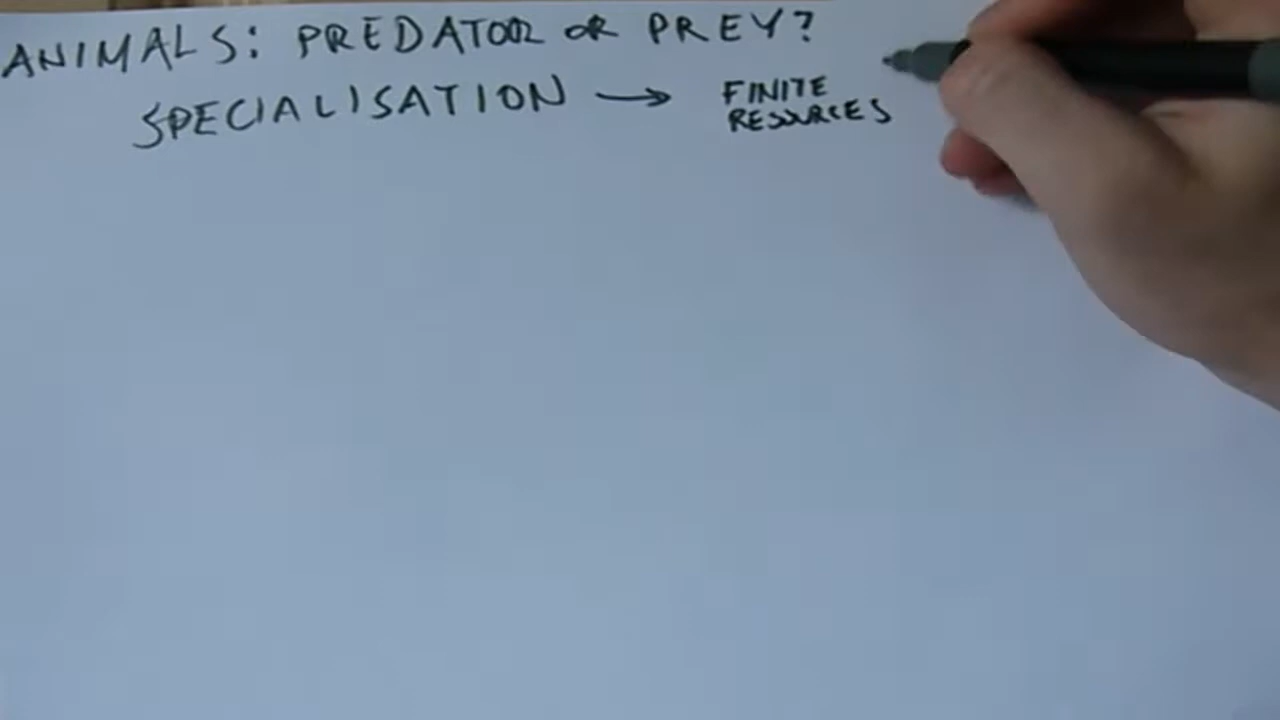 ANIMALS: PREDATOR OR PREY?
SPECIALISATION → FINITE
RESOURCES